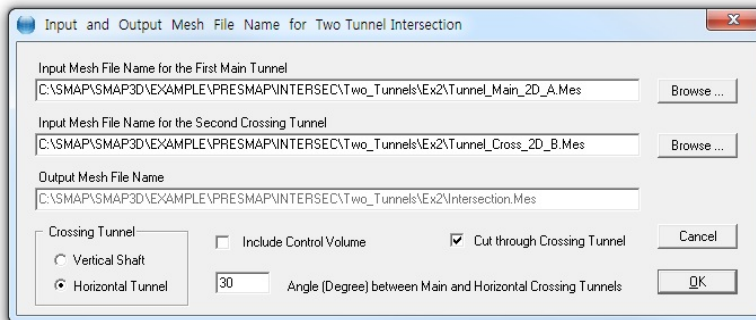 Input and Output Mesh File Name for Two Tunnel Intersection
Input Mesh File Name for the First Main Tunnel
C:\SMAP\SMAP3D\EXAMPLE\PRESMAP\INTERSEC\Two_Tunnels\Ex2\Tunnel_Main_2D_A.Mes
Browse ...
Input Mesh File Name for the Second Crossing Tunnel
C:\SMAP\SMAP3D\EXAMPLE\PRESMAP\INTERSEC\Two_Tunnels\Ex2\Tunnel_Cross_2D_B.Mes
Browse ...
Output Mesh File Name
C:\SMAP\SMAP3D\EXAMPLE\PRESMAP\INTERSEC\Two_Tunnels\Ex2\Intersection.Mes
Crossing Tunnel
Vertical Shaft
Horizontal Tunnel
Include Control Volume
Cut through Crossing Tunnel
Cancel
30
Angle (Degree) between Main and Horizontal Crossing Tunnels
OK